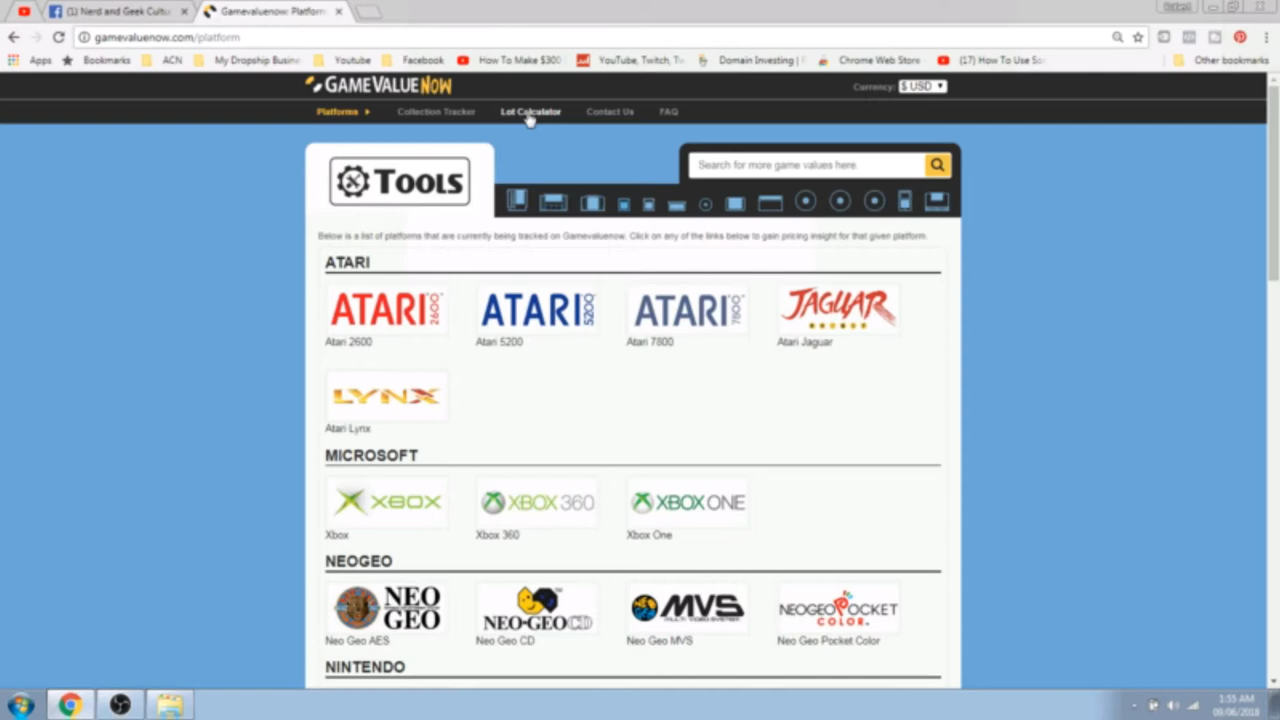 (1) Nerd and Geek Cultu
Gamevaluenow: Platform
gamevaluenow.com/platform
Apps Bookmarks ACN My Dropship Busine Youtube Facebook How To Make $300 YouTube, Twitch, Tw Domain Investing | Chrome Web Store (17) How To Use So Other bookmarks
GAMEVALUENOW
Currency: $ USD
Platforms Collection Tracker Lot Calculator Contact Us FAQ
TOOLS
Search for more game values here.
Below is a list of platforms that are currently being tracked on Gamevaluenow. Click on any of the links below to gain pricing insight for that given platform.
ATARI
ATARI 2600 ATARI 5200 ATARI 7800 JAGUAR
Atari 2600 Atari 5200 Atari 7800 Atari Jaguar
LYNX
Atari Lynx
MICROSOFT
XBOX XBOX 360 XBOX ONE
Xbox Xbox 360 Xbox One
NEOGEO
NEO GEO NEO·GEO CD MVS MULTI VIDEO SYSTEM NEOGEO POCKET COLOR
Neo Geo AES Neo Geo CD Neo Geo MVS Neo Geo Pocket Color
NINTENDO
1:55 AM
09/06/2018